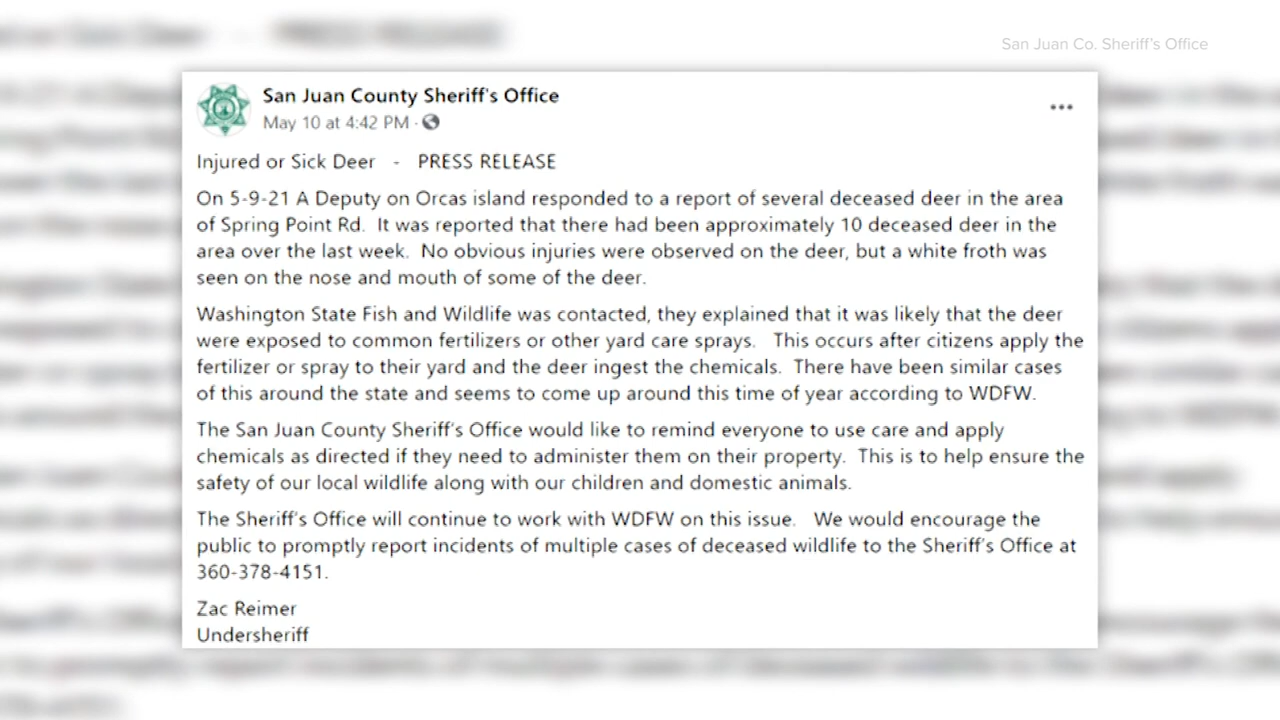 San Juan Co. Sheriff's Office
San Juan County Sheriff's Office
May 10 at 4:42 PM ·
Injured or Sick Deer - PRESS RELEASE
On 5-9-21 A Deputy on Orcas island responded to a report of several deceased deer in the area
of Spring Point Rd. It was reported that there had been approximately 10 deceased deer in the
area over the last week. No obvious injuries were observed on the deer, but a white froth was
seen on the nose and mouth of some of the deer.
Washington State Fish and Wildlife was contacted, they explained that it was likely that the deer
were exposed to common fertilizers or other yard care sprays. This occurs after citizens apply the
fertilizer or spray to their yard and the deer ingest the chemicals. There have been similar cases
of this around the state and seems to come up around this time of year according to WDFW.
The San Juan County Sheriff's Office would like to remind everyone to use care and apply
chemicals as directed if they need to administer them on their property. This is to help ensure the
safety of our local wildlife along with our children and domestic animals.
The Sheriff's Office will continue to work with WDFW on this issue. We would encourage the
public to promptly report incidents of multiple cases of deceased wildlife to the Sheriff's Office at
360-378-4151.
Zac Reimer
Undersheriff